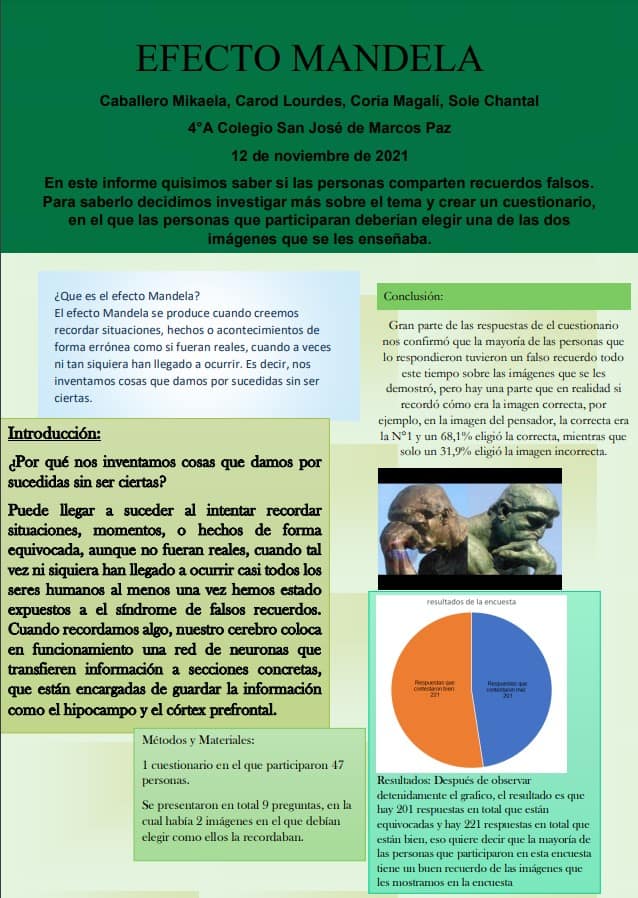 EFECTO MANDELA
Caballero Mikaela, Carod Lourdes, Coria Magalí, Sole Chantal
4°A Colegio San José de Marcos Paz
12 de noviembre de 2021
En este informe quisimos saber si las personas comparten recuerdos falsos.
Para saberlo decidimos investigar más sobre el tema y crear un cuestionario,
en el que las personas que participaran deberían elegir una de las dos
imágenes que se les enseñaba.
¿Que es el efecto Mandela?
El efecto Mandela se produce cuando creemos
recordar situaciones, hechos o acontecimientos de
forma errónea como si fueran reales, cuando a veces
ni tan siquiera han llegado a ocurrir. Es decir, nos
inventamos cosas que damos por sucedidas sin ser
ciertas.
Introducción:
¿Por qué nos inventamos cosas que damos por
sucedidas sin ser ciertas?
Puede llegar a suceder al intentar recordar
situaciones, momentos, o hechos de forma
equivocada, aunque no fueran reales, cuando tal
vez ni siquiera han llegado a ocurrir casi todos los
seres humanos al menos una vez hemos estado
expuestos a el síndrome de falsos recuerdos.
Cuando recordamos algo, nuestro cerebro coloca
en funcionamiento una red de neuronas que
transfieren información a secciones concretas,
que están encargadas de guardar la información
como el hipocampo y el córtex prefrontal.
Métodos y Materiales:
1 cuestionario en el que participaron 47
personas.
Se presentaron en total 9 preguntas, en la
cual había 2 imágenes en el que debían
elegir como ellos la recordaban.
Conclusión:
Gran parte de las respuestas de el cuestionario
nos confirmó que la mayoría de las personas que
lo respondieron tuvieron un falso recuerdo todo
este tiempo sobre las imágenes que se les
demostró, pero hay una parte que en realidad si
recordó cómo era la imagen correcta, por
ejemplo, en la imagen del pensador, la correcta era
la N°1 y un 68,1% eligió la correcta, mientras que
solo un 31,9% eligió la imagen incorrecta.
resultados de la encuesta
Respuestas que
contestaron bien
221
Respuestas que
contestaron mal
201
Resultados: Después de observar
detenidamente el grafico, el resultado es que
hay 201 respuestas en total que están
equivocadas y hay 221 respuestas en total que
están bien, eso quiere decir que la mayoría de
las personas que participaron en esta encuesta
tiene un buen recuerdo de las imágenes que
les mostramos en la encuesta